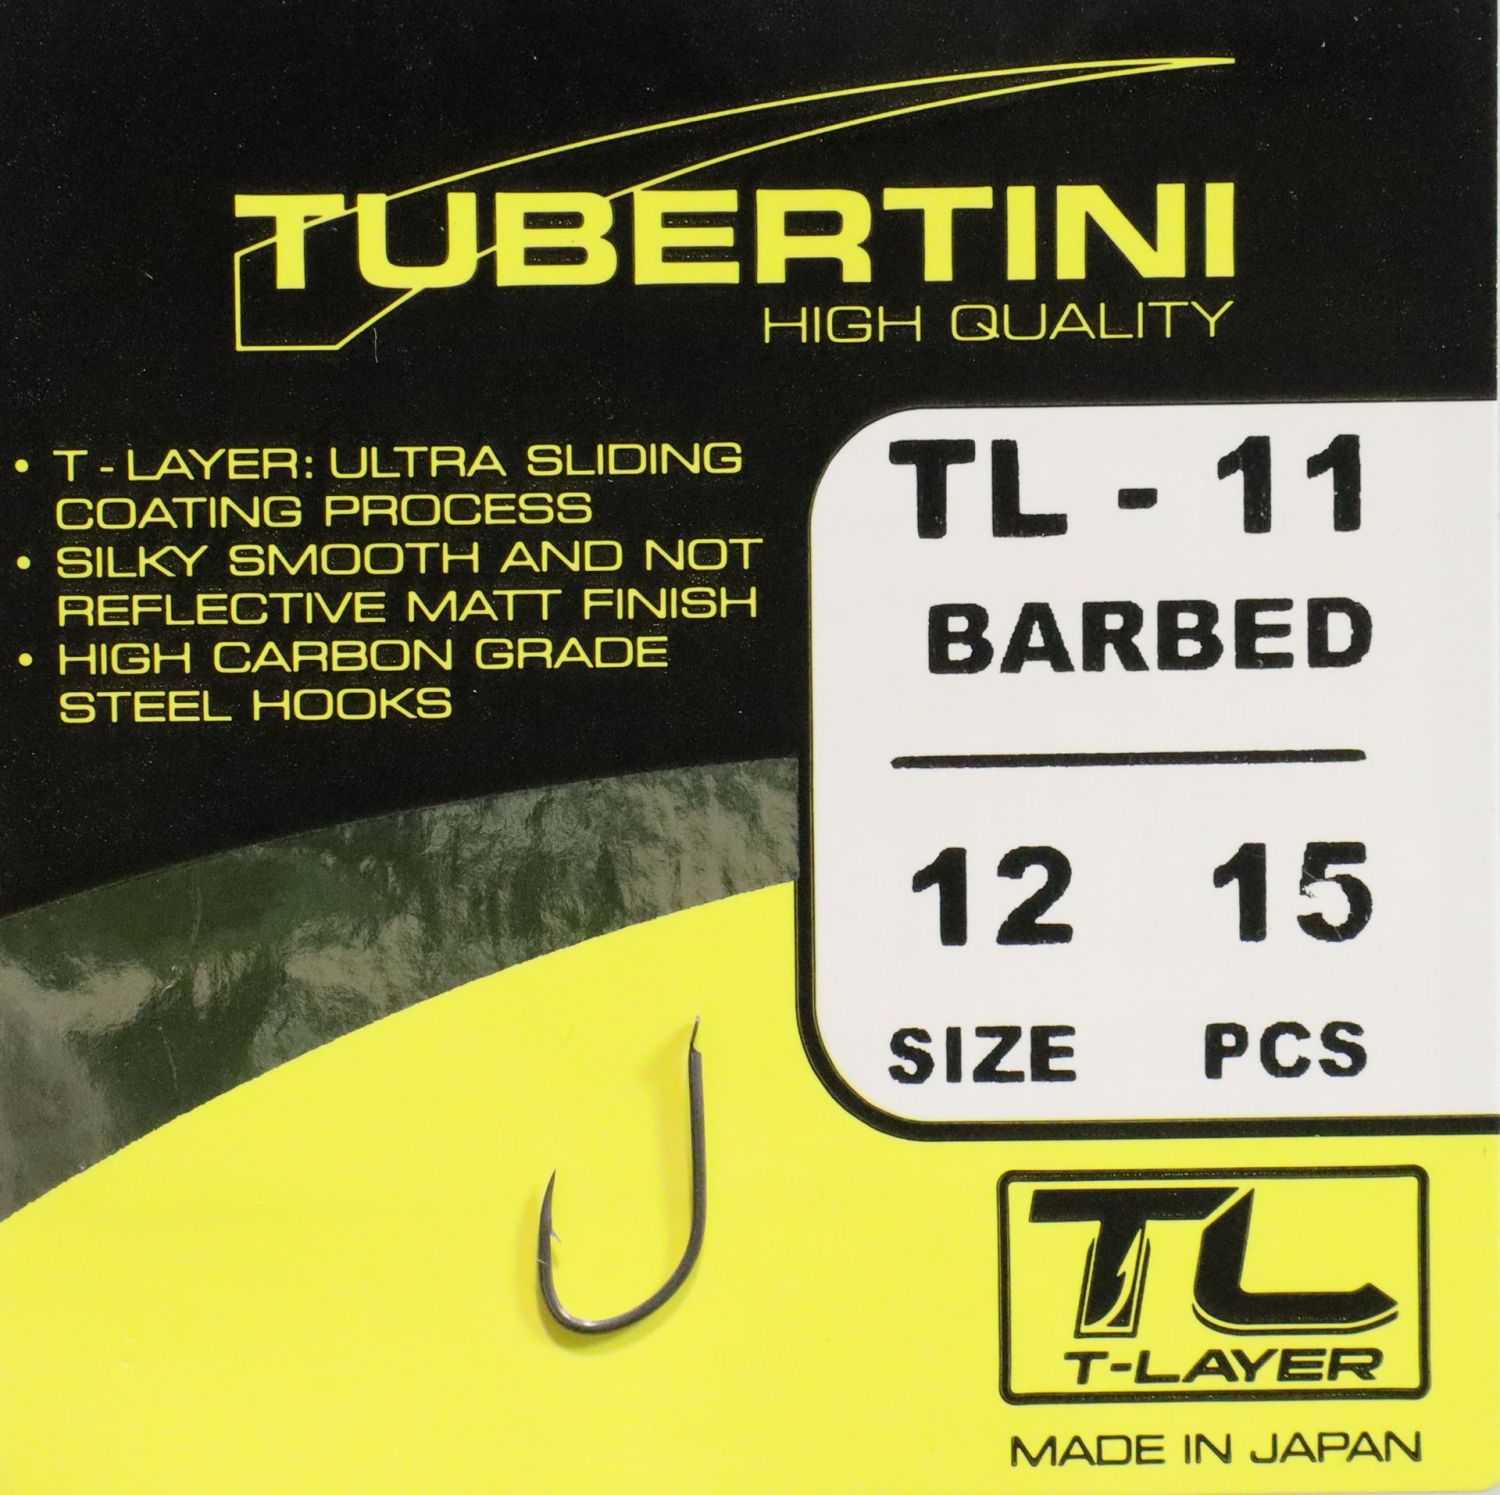 TUBERTINI
HIGH QUALITY
• T-LAYER: ULTRA SLIDING
COATING PROCESS
• SILKY SMOOTH AND NOT
REFLECTIVE MATT FINISH
• HIGH CARBON GRADE
STEEL HOOKS
TL - 11
BARBED
12 15
SIZE PCS
TL
T-LAYER
MADE IN JAPAN